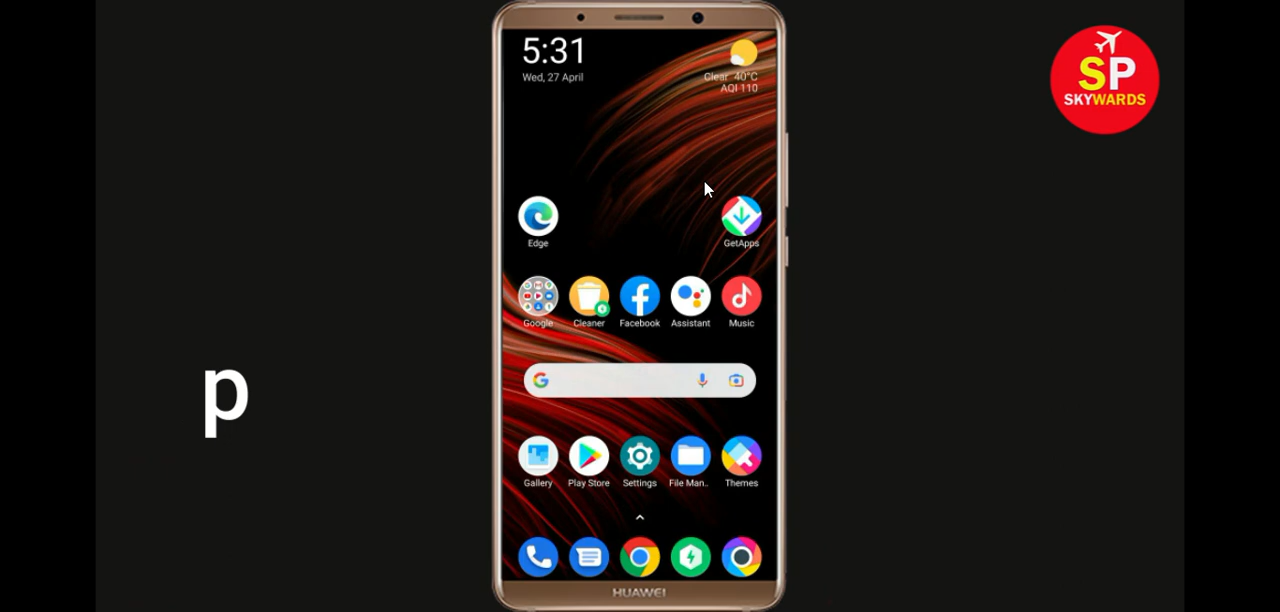 5:31
Wed, 27 April
Clear 40°C
AQI 110
SP
SKYWARDS
Edge
GetApps
Google
Cleaner
Facebook
Assistant
Music
p
Gallery
Play Store
Settings
File Man..
Themes
HUAWEI